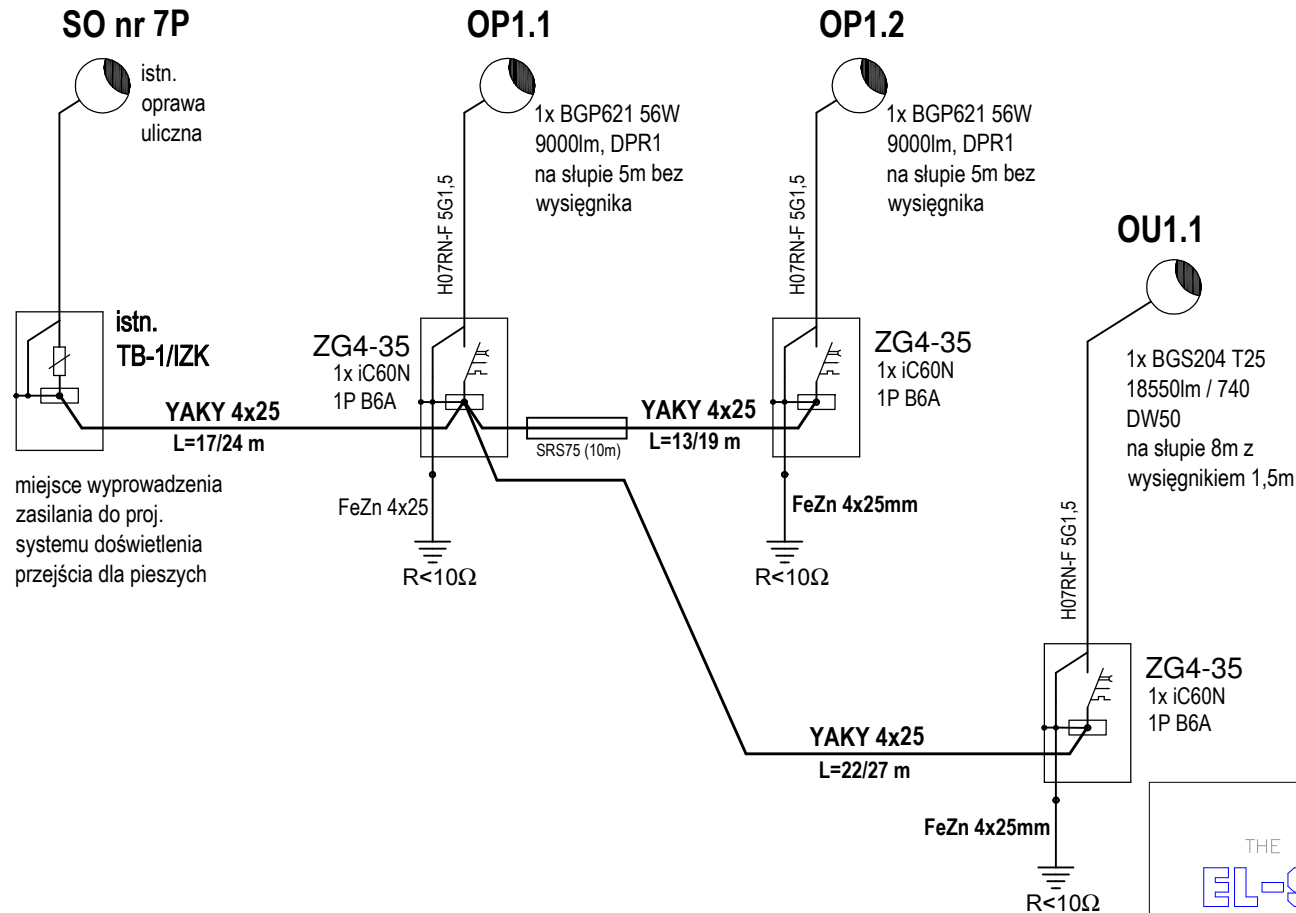 SO nr 7P
istn.
oprawa
uliczna
istn.
TB-1/IZK
miejsce wyprowadzenia
zasilania do proj.
systemu doświetlenia
przejścia dla pieszych
YAKY 4x25
L=17/24 m
OP1.1
1x BGP621 56W
9000lm, DPR1
na słupie 5m bez
wysięgnika
H07RN-F 5G1,5
ZG4-35
1x iC60N
1P B6A
FeZn 4x25
R<10Ω
SRS75 (10m)
YAKY 4x25
L=13/19 m
OP1.2
1x BGP621 56W
9000lm, DPR1
na słupie 5m bez
wysięgnika
H07RN-F 5G1,5
ZG4-35
1x iC60N
1P B6A
FeZn 4x25mm
R<10Ω
OU1.1
1x BGS204 T25
18550lm / 740
DW50
na słupie 8m z
wysięgnikiem 1,5m
H07RN-F 5G1,5
ZG4-35
1x iC60N
1P B6A
YAKY 4x25
L=22/27 m
FeZn 4x25mm
R<10Ω
THE